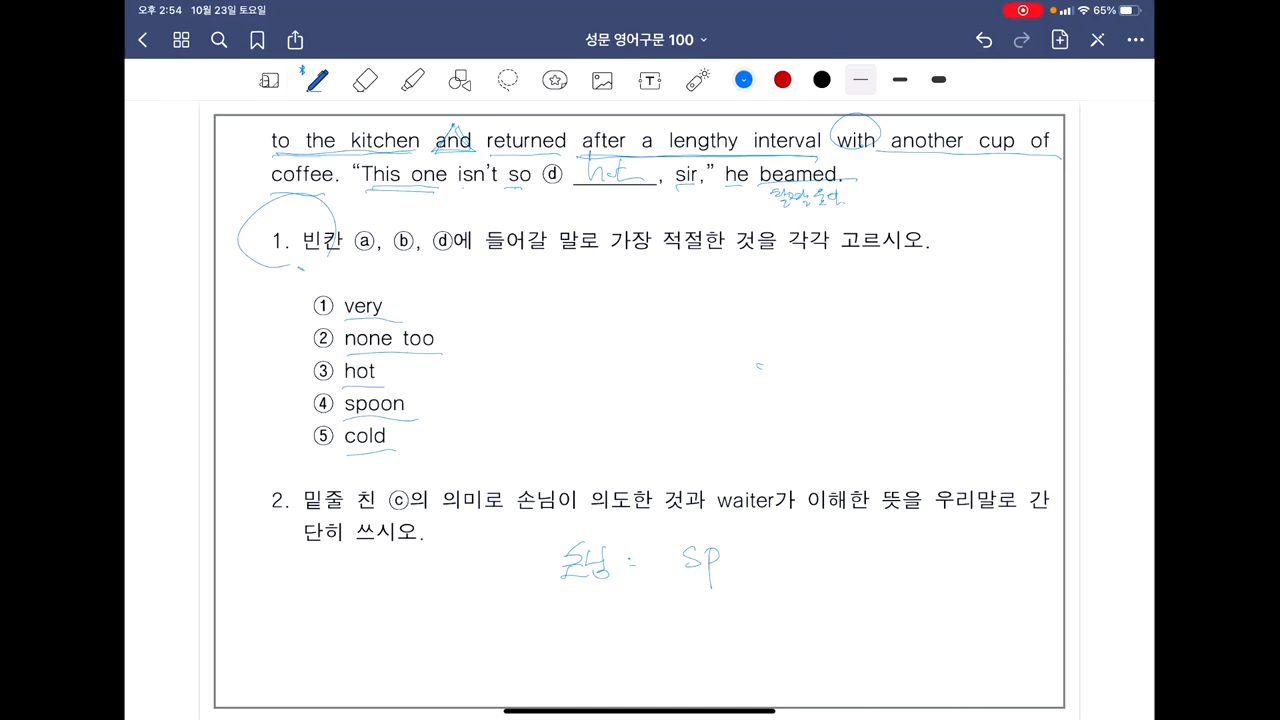 오후 2:54 10월 23일 토요일
65%
성문 영어구문 100
to the kitchen and returned after a lengthy interval with another cup of
coffee. “This one isn’t so ⓓ hot, sir,” he beamed.
1. 빈칸 ⓐ, ⓑ, ⓓ에 들어갈 말로 가장 적절한 것을 각각 고르시오.
① very
② none too
③ hot
④ spoon
⑤ cold
2. 밑줄 친 ⓒ의 의미로 손님이 의도한 것과 waiter가 이해한 뜻을 우리말로 간
단히 쓰시오.
손님 : sp